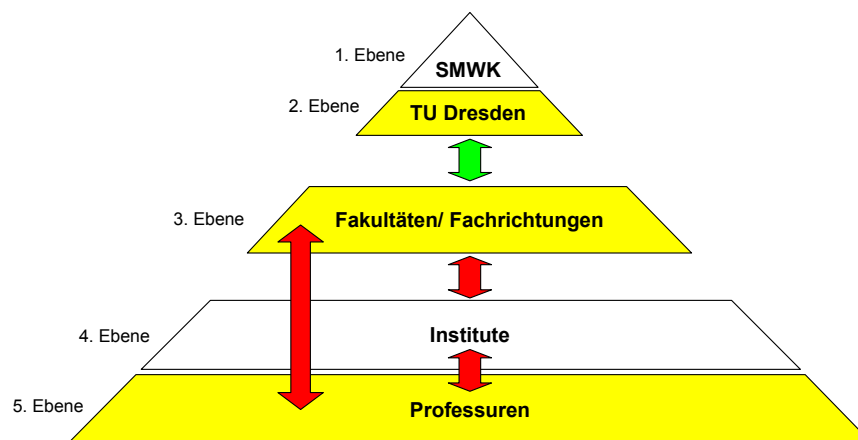 1. Ebene
SMWK
2. Ebene
TU Dresden
3. Ebene
Fakultäten/ Fachrichtungen
4. Ebene
Institute
5. Ebene
Professuren